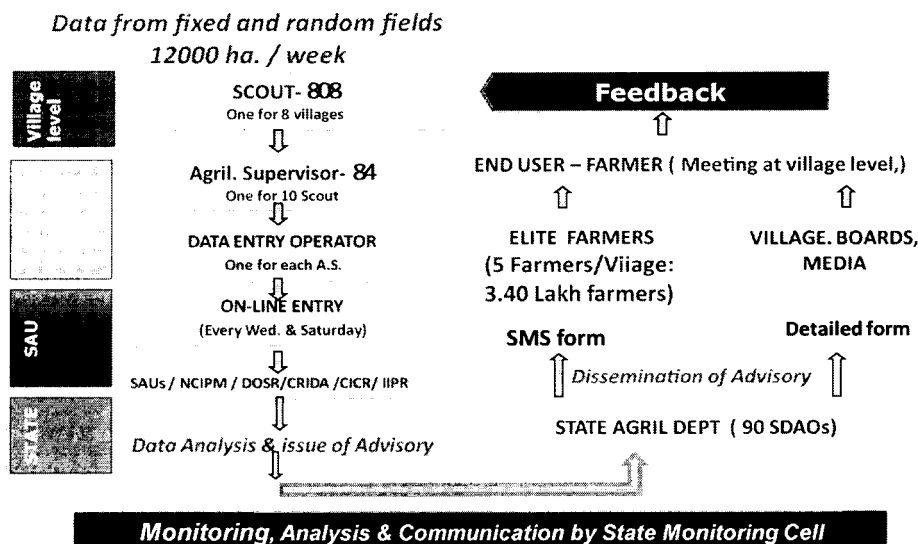 Data from fixed and random fields
12000 ha. / week
Village
level
SCOUT- 808
One for 8 villages
Agril. Supervisor- 84
One for 10 Scout
DATA ENTRY OPERATOR
One for each A.S.
ON-LINE ENTRY
(Every Wed. & Saturday)
SAU
SAUs / NCIPM / DOSR/CRIDA /CICR/ IIPR
STATE
Data Analysis & issue of Advisory
Feedback
END USER – FARMER ( Meeting at village level,)
ELITE FARMERS
(5 Farmers/Viiage:
3.40 Lakh farmers)
VILLAGE. BOARDS,
MEDIA
SMS form
Detailed form
Dissemination of Advisory
STATE AGRIL DEPT ( 90 SDAOs)
Monitoring, Analysis & Communication by State Monitoring Cell